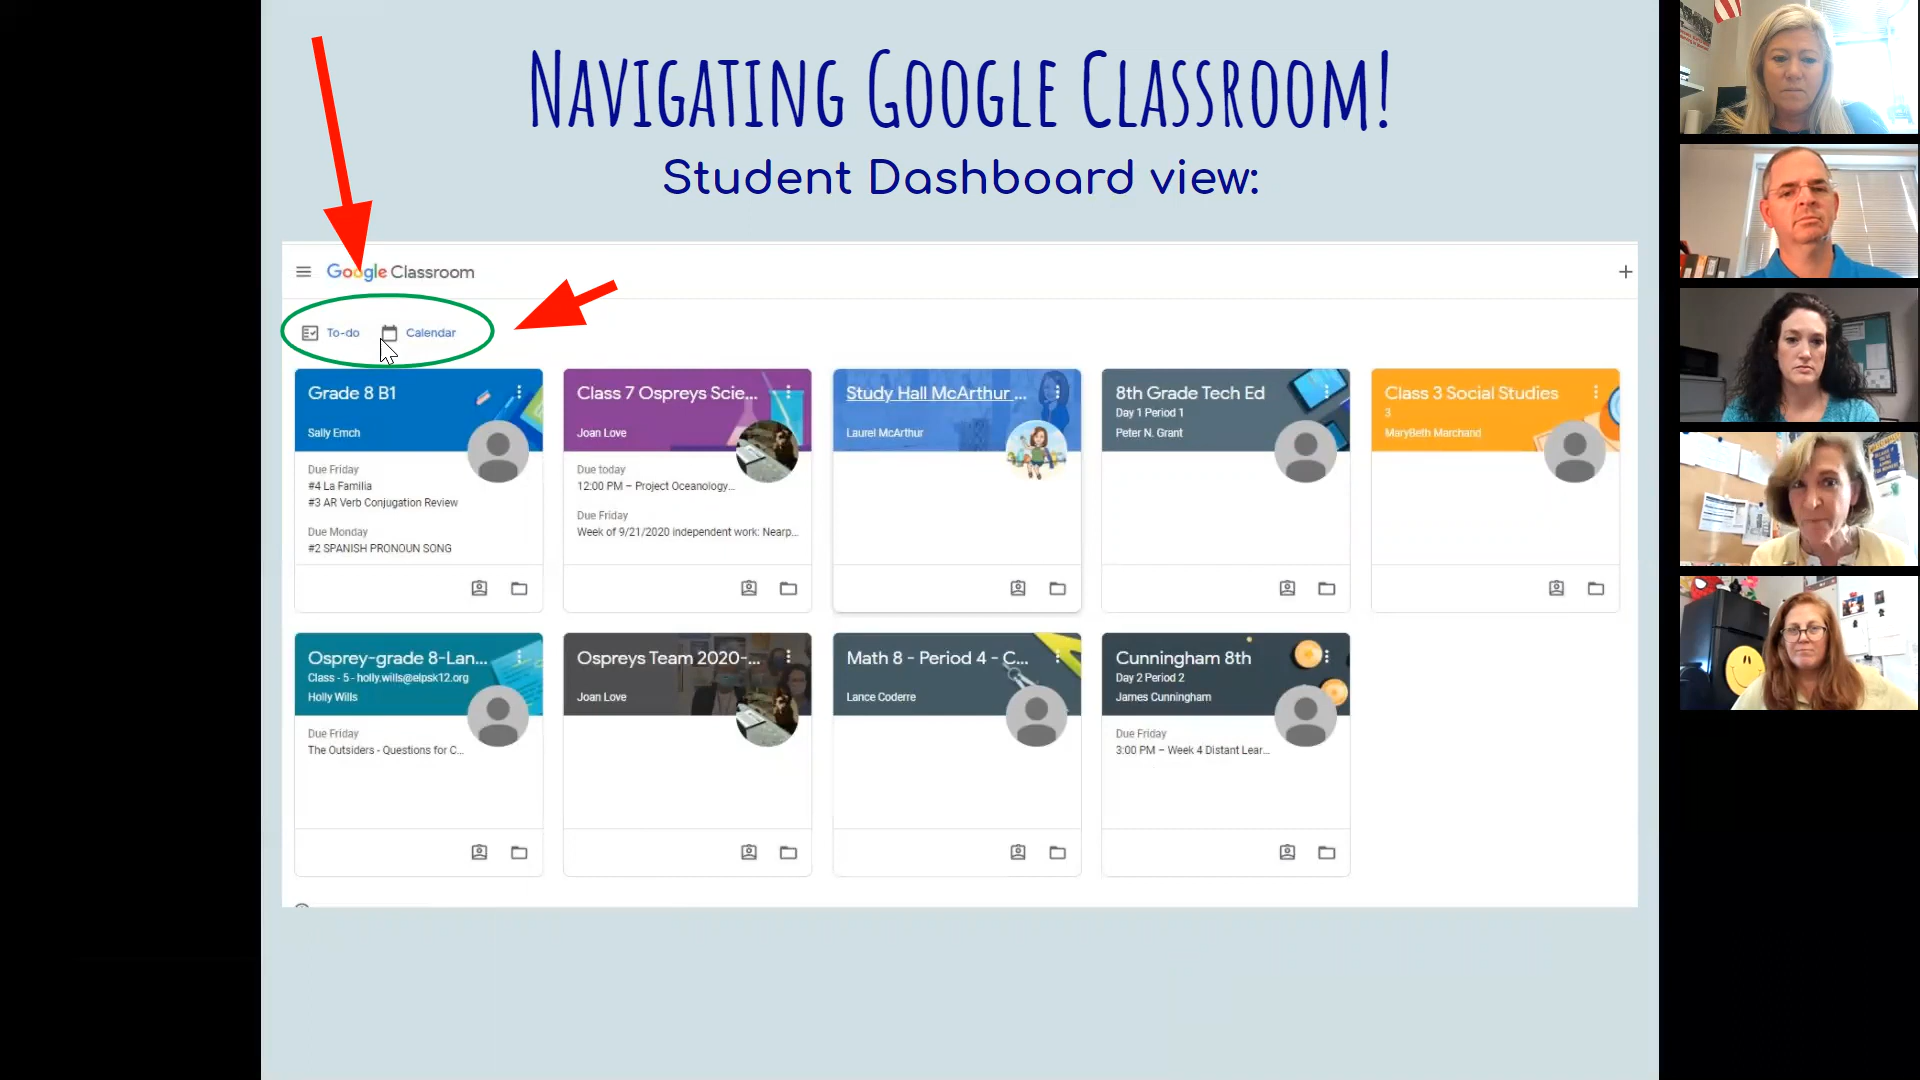 Navigating Google Classroom!
Student Dashboard view:
Google Classroom
To-do
Calendar
Grade 8 B1
Sally Emch
Due Friday
#4 La Familia
#3 AR Verb Conjugation Review
Due Monday
#2 SPANISH PRONOUN SONG
Class 7 Ospreys Scie...
Joan Love
Due today
12:00 PM – Project Oceanology...
Due Friday
Week of 9/21/2020 independent work: Nearp...
Study Hall McArthur ...
Laurel McArthur
8th Grade Tech Ed
Day 1 Period 1
Peter N. Grant
Class 3 Social Studies
3
MaryBeth Marchand
Osprey-grade 8-Lan...
Class - 5 - holly.wills@elpsk12.org
Holly Wills
Due Friday
The Outsiders - Questions for C...
Ospreys Team 2020-...
Joan Love
Math 8 - Period 4 - C...
Lance Coderre
Cunningham 8th
Day 2 Period 2
James Cunningham
Due Friday
3:00 PM – Week 4 Distant Lear...